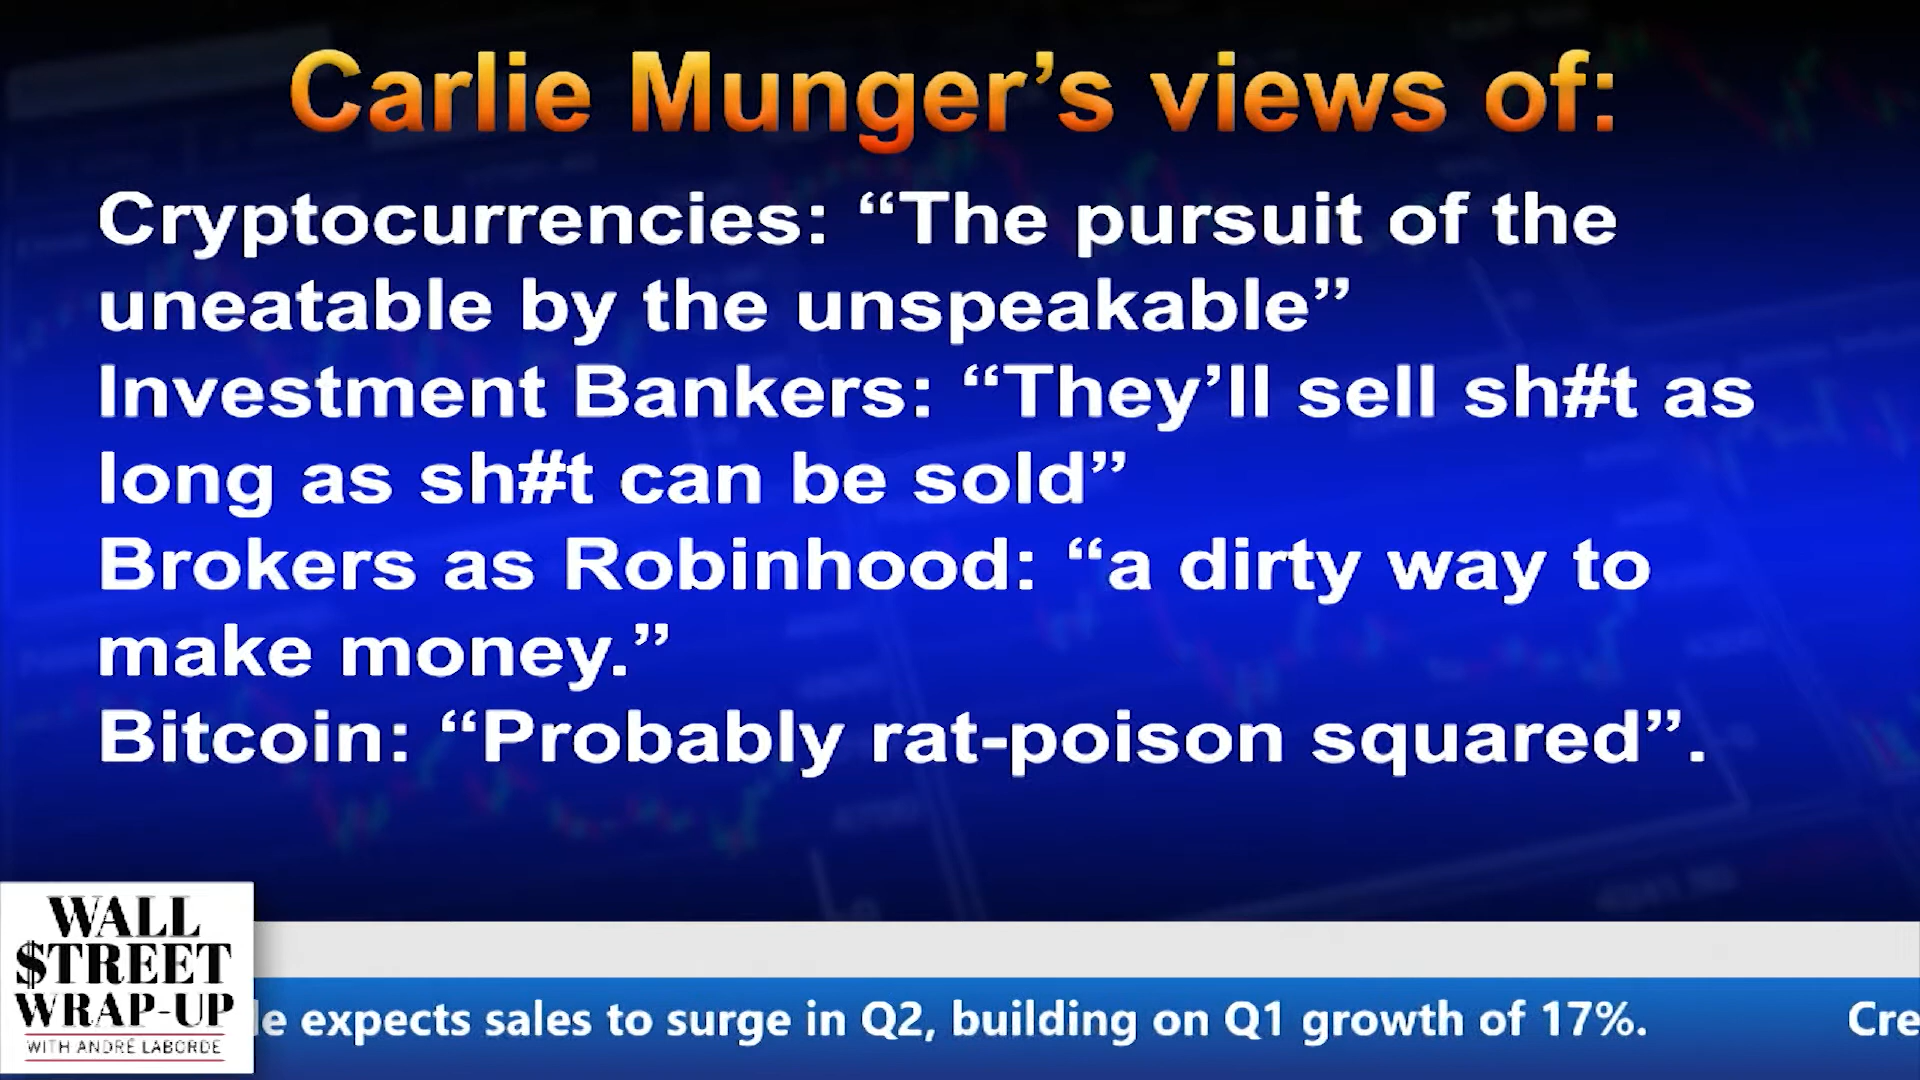 Carlie Munger’s views of:
Cryptocurrencies: “The pursuit of the
uneatable by the unspeakable”
Investment Bankers: “They’ll sell sh#t as
long as sh#t can be sold”
Brokers as Robinhood: “a dirty way to
make money.”
Bitcoin: “Probably rat-poison squared”.
WALL
$TREET
WRAP-UP
WITH ANDRÉ LABORDE
e expects sales to surge in Q2, building on Q1 growth of 17%. Cre